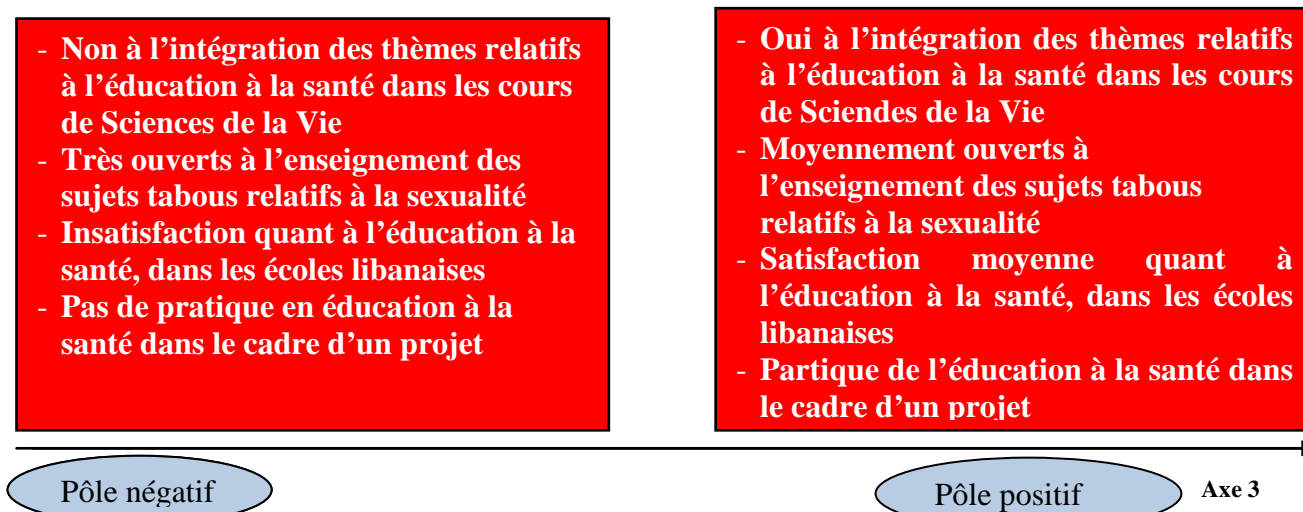 - Non à l’intégration des thèmes relatifs
à l’éducation à la santé dans les cours
de Sciences de la Vie
- Très ouverts à l’enseignement des
sujets tabous relatifs à la sexualité
- Insatisfaction quant à l’éducation à la
santé, dans les écoles libanaises
- Pas de pratique en éducation à la
santé dans le cadre d’un projet
- Oui à l’intégration des thèmes relatifs
à l’éducation à la santé dans les cours
de Sciendes de la Vie
- Moyennement ouverts à
l’enseignement des sujets tabous
relatifs à la sexualité
- Satisfaction moyenne quant à
l’éducation à la santé, dans les écoles
libanaises
- Partique de l’éducation à la santé dans
le cadre d’un projet
Pôle négatif
Pôle positif
Axe 3